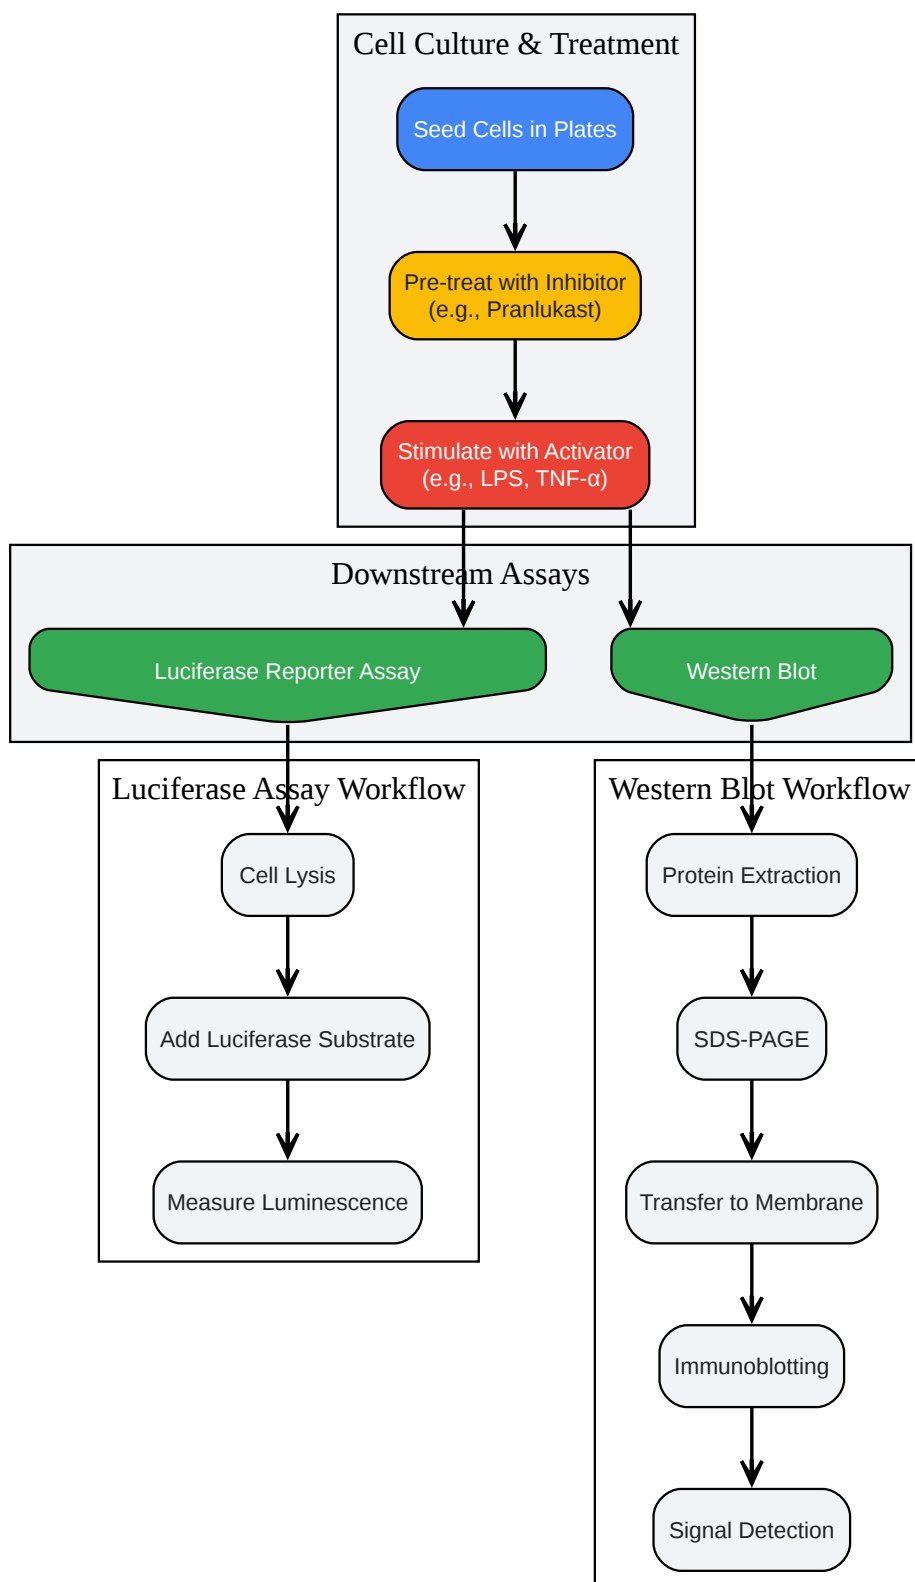 Cell Culture & Treatment
Seed Cells in Plates
Pre-treat with Inhibitor
(e.g., Pranlukast)
Stimulate with Activator
(e.g., LPS, TNF-α)
Downstream Assays
Luciferase Reporter Assay
Western Blot
Luciferase Assay Workflow
Cell Lysis
Add Luciferase Substrate
Measure Luminescence
Western Blot Workflow
Protein Extraction
SDS-PAGE
Transfer to Membrane
Immunoblotting
Signal Detection